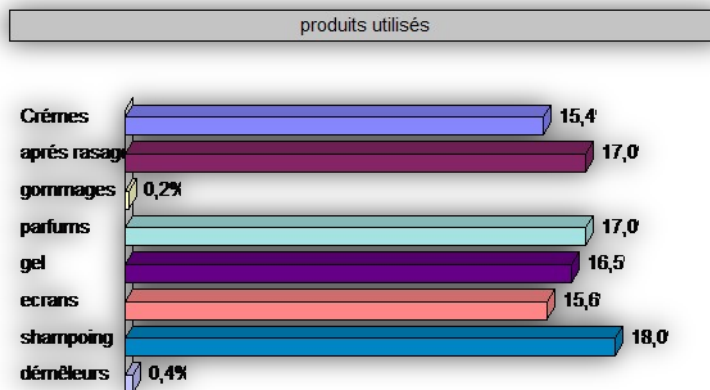 produits utilisés
Crémes 15,4
aprés rasage 17,0
gommages 0,2%
parfums 17,0
gel 16,5
ecrans 15,6
shampoing 18,0
démêleurs 0,4%